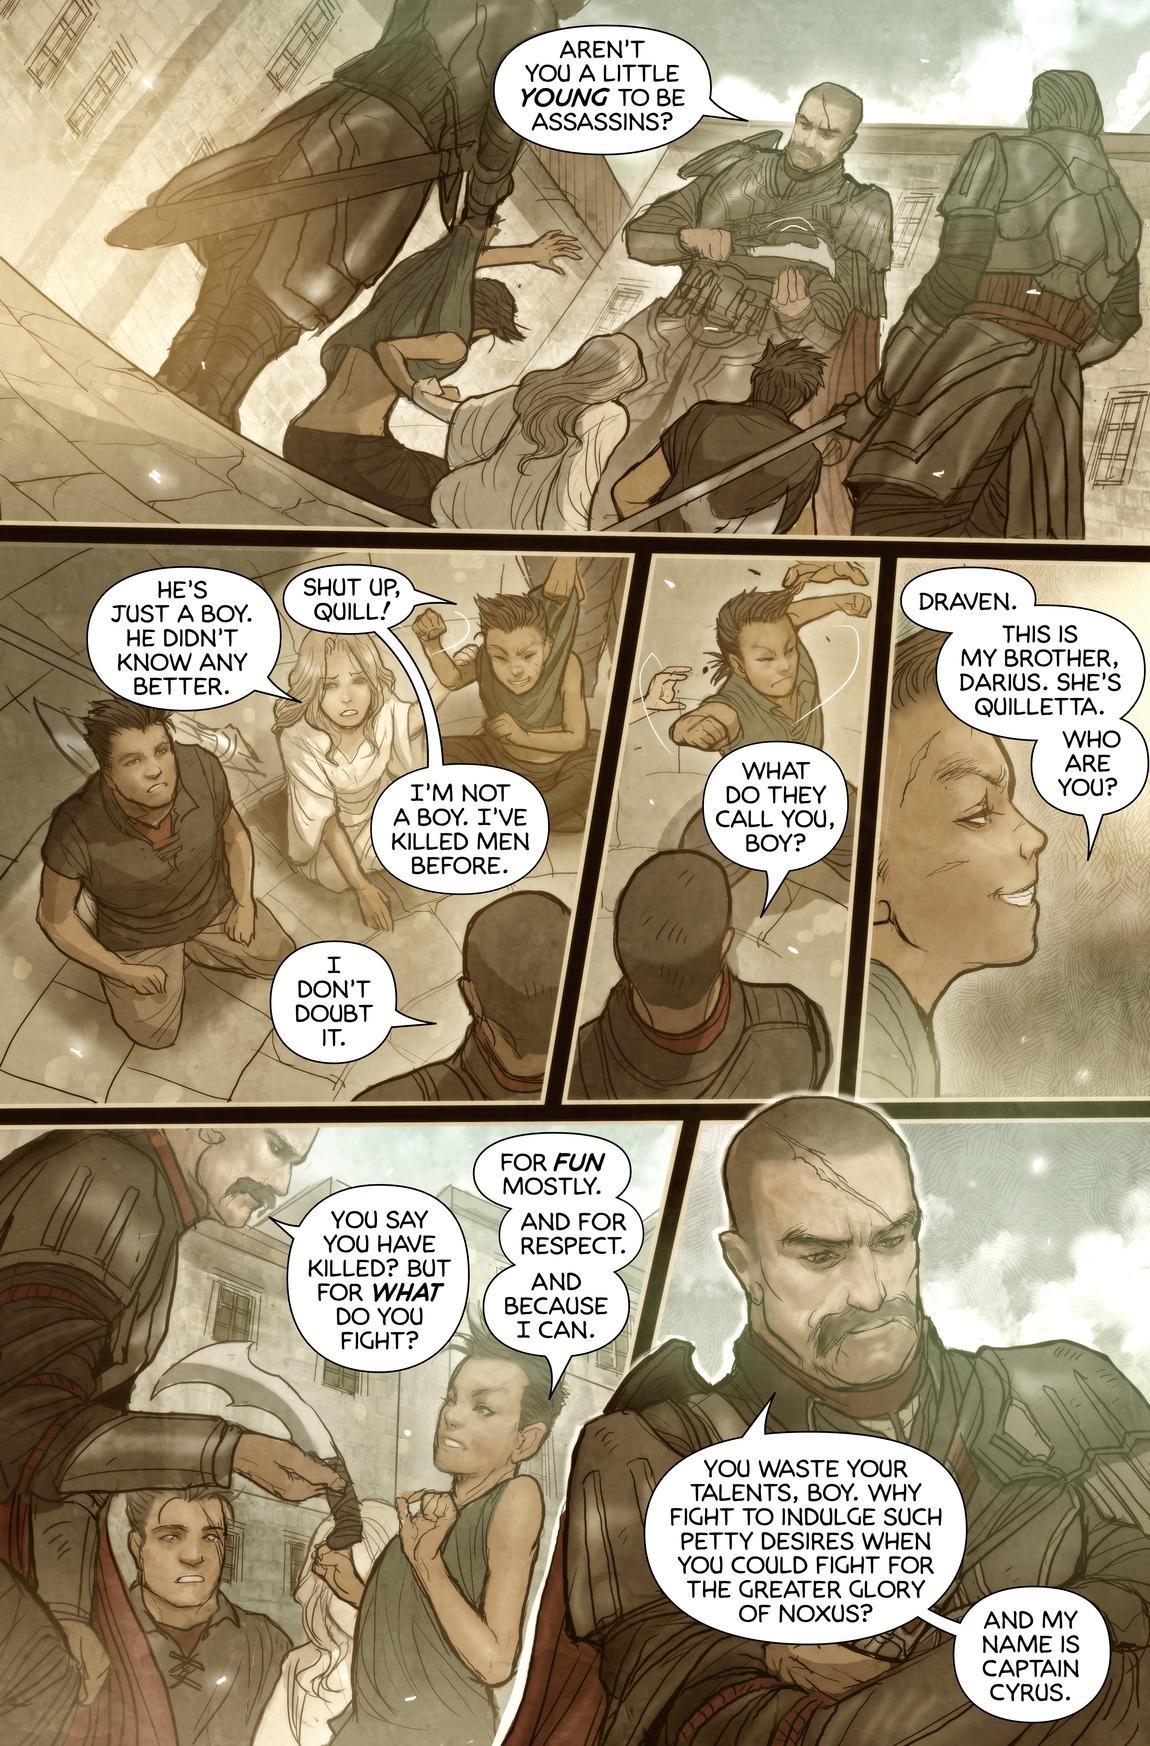 AREN'T
YOU A LITTLE
YOUNG TO BE
ASSASSINS?
HE'S
JUST A BOY.
HE DIDN'T
KNOW ANY
BETTER.
SHUT UP,
QUILL!
I'M NOT
A BOY. I'VE
KILLED MEN
BEFORE.
I
DON'T
DOUBT
IT.
WHAT
DO THEY
CALL YOU,
BOY?
DRAVEN.
THIS IS
MY BROTHER,
DARIUS. SHE'S
QUILLETTA.
WHO
ARE
YOU?
YOU SAY
YOU HAVE
KILLED? BUT
FOR WHAT
DO YOU
FIGHT?
FOR FUN
MOSTLY.
AND FOR
RESPECT.
AND
BECAUSE
I CAN.
YOU WASTE YOUR
TALENTS, BOY. WHY
FIGHT TO INDULGE SUCH
PETTY DESIRES WHEN
YOU COULD FIGHT FOR
THE GREATER GLORY
OF NOXUS?
AND MY
NAME IS
CAPTAIN
CYRUS.